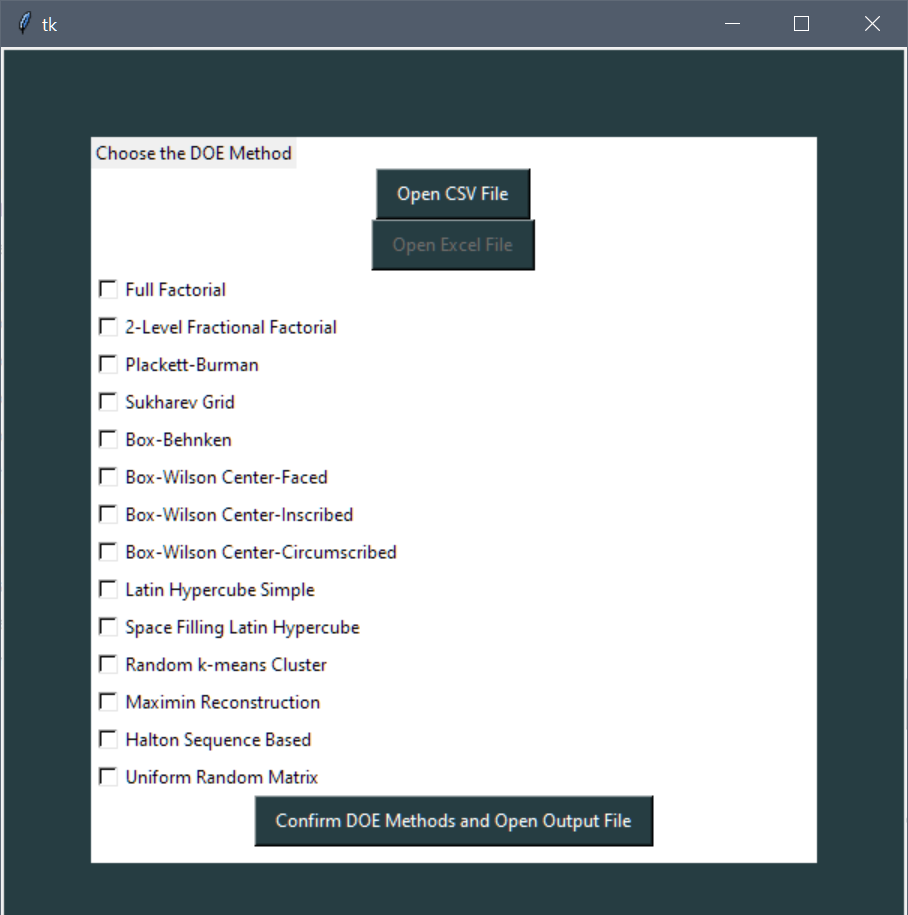 tk
Choose the DOE Method
Open CSV File
Open Excel File
Full Factorial
2-Level Fractional Factorial
Plackett-Burman
Sukharev Grid
Box-Behnken
Box-Wilson Center-Faced
Box-Wilson Center-Inscribed
Box-Wilson Center-Circumscribed
Latin Hypercube Simple
Space Filling Latin Hypercube
Random k-means Cluster
Maximin Reconstruction
Halton Sequence Based
Uniform Random Matrix
Confirm DOE Methods and Open Output File